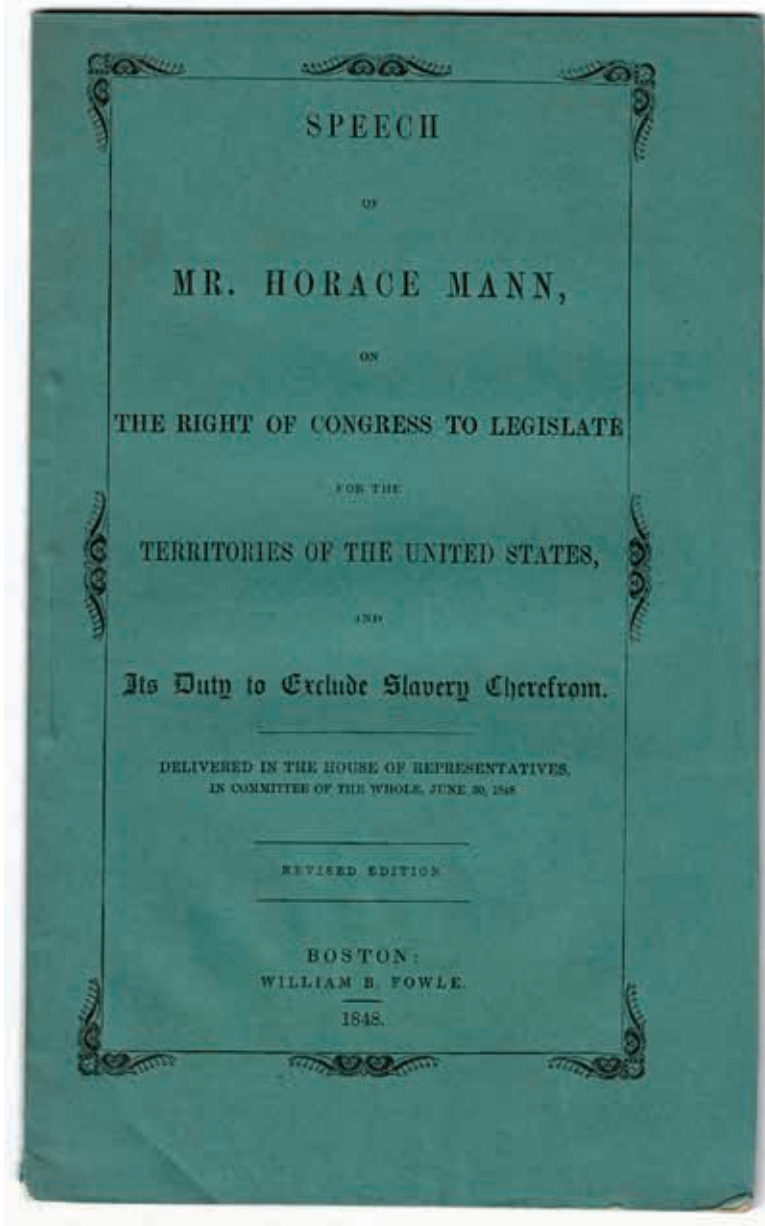 SPEECH
OF
MR. HORACE MANN,
ON
THE RIGHT OF CONGRESS TO LEGISLATE
FOR THE
TERRITORIES OF THE UNITED STATES,
AND
Its Duty to Exclude Slavery Therefrom.
DELIVERED IN THE HOUSE OF REPRESENTATIVES,
IN COMMITTEE OF THE WHOLE, JUNE 30, 1848.
REVISED EDITION.
BOSTON:
WILLIAM B. FOWLE.
1848.